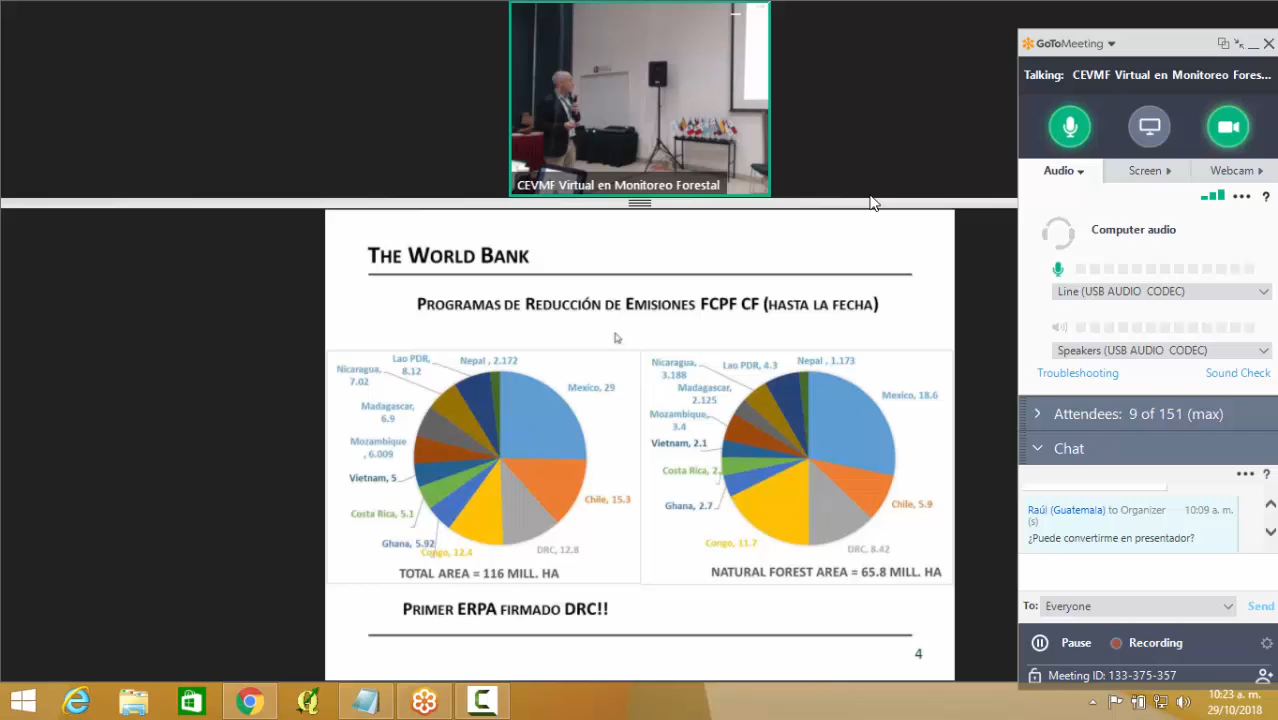 CEVMF Virtual en Monitoreo Forestal
THE WORLD BANK
PROGRAMAS DE REDUCCIÓN DE EMISIONES FCPF CF (HASTA LA FECHA)
Lao PDR,
8.12
Nepal , 2.172
Nicaragua,
7.02
Mexico, 29
Madagascar,
6.9
Mozambique
, 6.009
Vietnam, 5
Chile, 15.3
Costa Rica, 5.1
Ghana, 5.92
Congo, 12.4
DRC, 12.8
TOTAL AREA = 116 MILL. HA
Nicaragua,
3.188
Lao PDR, 4.3
Nepal , 1.173
Madagascar,
2.125
Mexico, 18.6
Mozambique,
3.4
Vietnam, 2.1
Costa Rica, 2.
Ghana, 2.7
Chile, 5.9
Congo, 11.7
DRC, 8.42
NATURAL FOREST AREA = 65.8 MILL. HA
PRIMER ERPA FIRMADO DRC!!
4
GoToMeeting
Talking: CEVMF Virtual en Monitoreo Fores...
Audio
Screen
Webcam
?
Computer audio
Line (USB AUDIO CODEC)
Speakers (USB AUDIO CODEC)
Troubleshooting
Sound Check
Attendees: 9 of 151 (max)
Chat
?
Raúl (Guatemala) to Organizer
(s)
10:09 a. m.
¿Puede convertirme en presentador?
To:
Everyone
Send
Pause
Recording
Meeting ID: 133-375-357
10:23 a. m.
29/10/2018